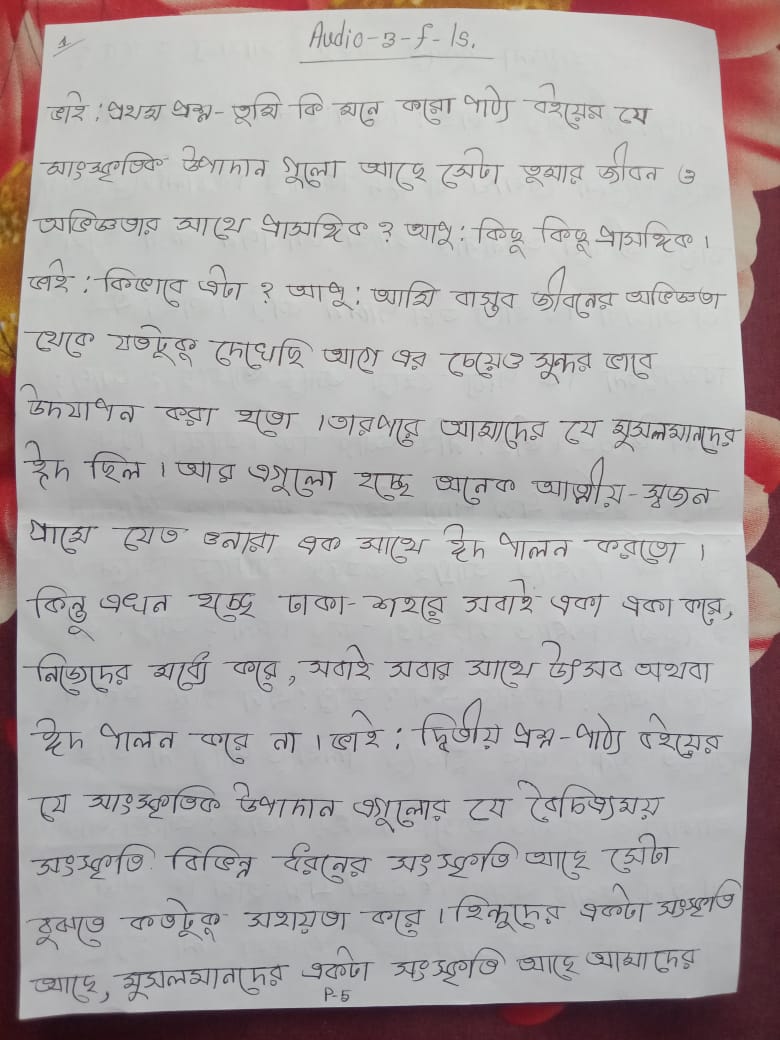 1
Audio-3-f-1s.
ভাই : প্রথম প্রশ্ন- তুমি কি মনে করো পাঠ্য বইয়ের যে
সাংস্কৃতিক উপাদান গুলো আছে সেটা তুমার জীবন ও
অভিজ্ঞতার সাথে প্রাসঙ্গিক ? আপু : কিছু কিছু প্রাসঙ্গিক ।
ভাই : কিভাবে এটা ? আপু : আমি বাস্তব জীবনের অভিজ্ঞতা
থেকে যতটুকু দেখেছি আগে এর চেয়েও সুন্দর ভাবে
উদযাপন করা হতো । তারপরে আমাদের যে মুসলমানদের
ঈদ ছিল । আর এগুলো হচ্ছে অনেক আত্মীয়-স্বজন
গ্রামে যেত ওনারা এক সাথে ঈদ পালন করতো ।
কিন্তু এখন হচ্ছে ঢাকা-শহরে সবাই একা একা করে,
নিজেদের মধ্যে করে, সবাই সবার সাথে উৎসব অথবা
ঈদ পালন করে না । ভাই : দ্বিতীয় প্রশ্ন-পাঠ্য বইয়ের
যে সাংস্কৃতিক উপাদান এগুলোর যে বৈচিত্র্যময়
সংস্কৃতি বিভিন্ন ধরনের সংস্কৃতি আছে সেটা
বুঝতে কতটুকু সহায়তা করে । হিন্দুদের একটা সংস্কৃতি
আছে, মুসলমানদের একটা সংস্কৃতি আছে আমাদের
P-5